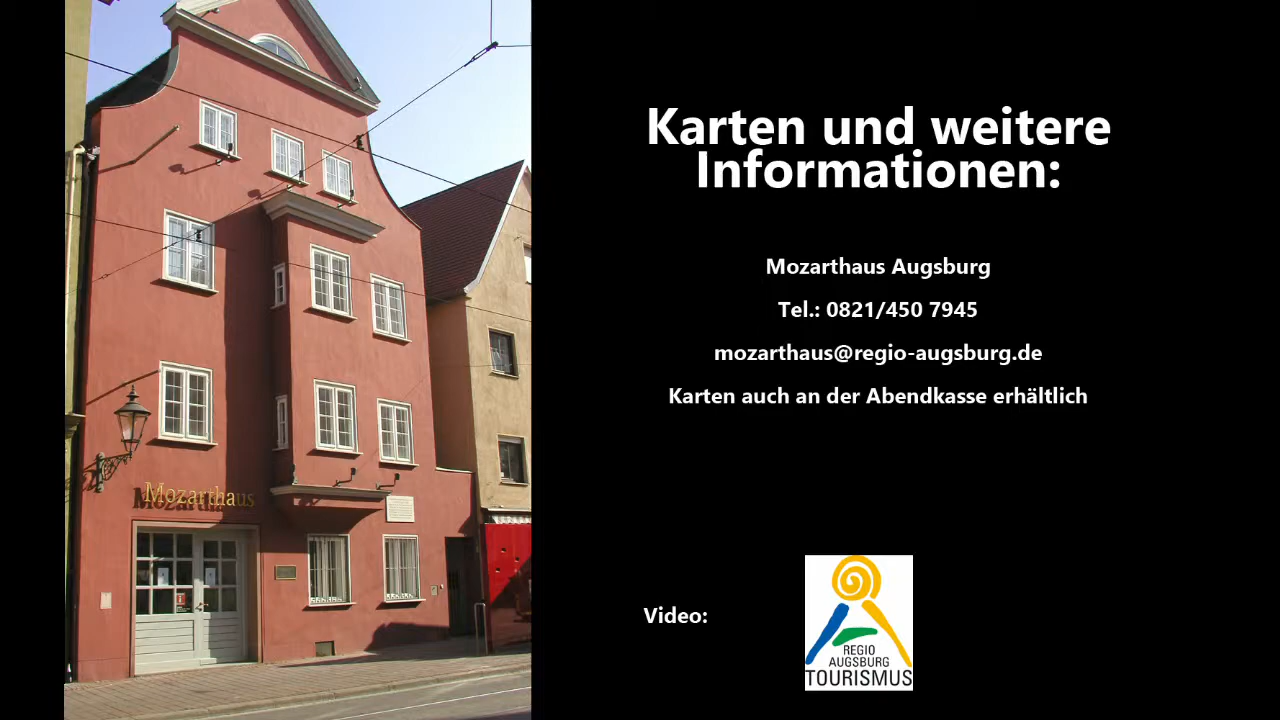 Karten und weitere
Informationen:
Mozarthaus Augsburg
Tel.: 0821/450 7945
mozarthaus@regio-augsburg.de
Karten auch an der Abendkasse erhältlich
Mozarthaus
Video:
REGIO
AUGSBURG
TOURISMUS